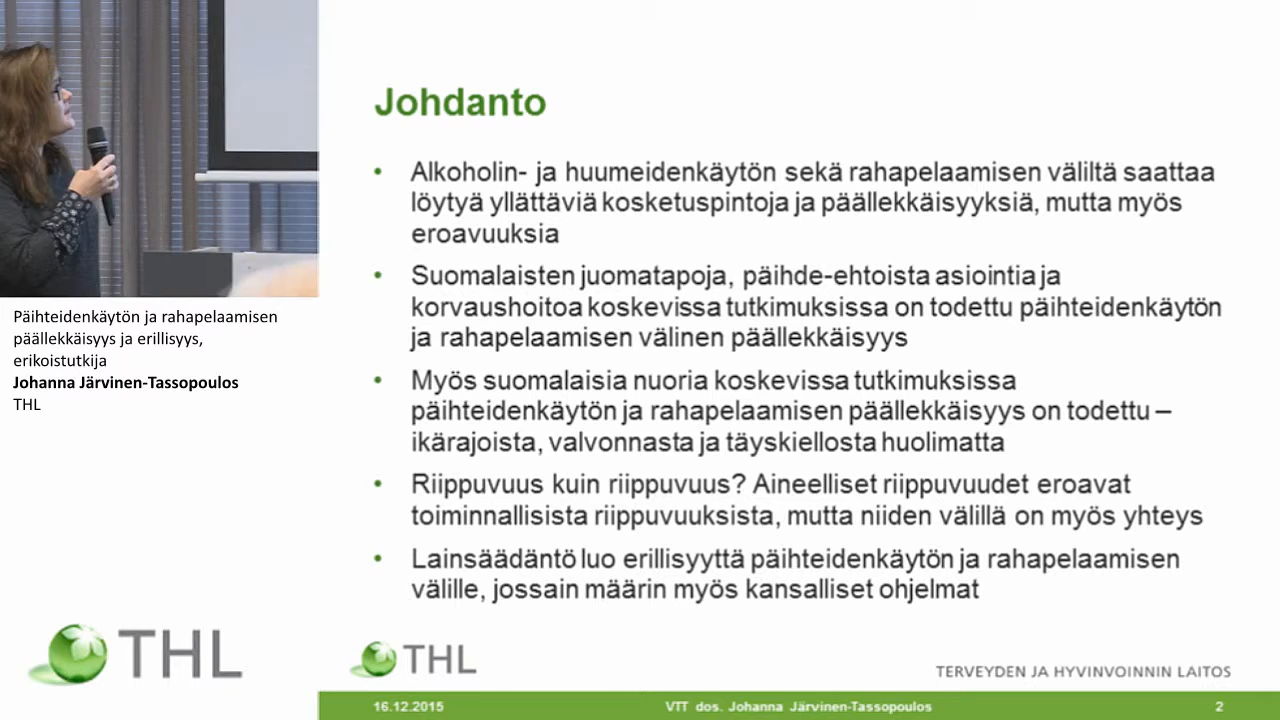 Johdanto
• Alkoholin- ja huumeidenkäytön sekä rahapelaamisen väliltä saattaa
löytyä yllättäviä kosketuspintoja ja päällekkäisyyksiä, mutta myös
eroavuuksia
• Suomalaisten juomatapoja, päihde-ehtoista asiointia ja
korvaushoitoa koskevissa tutkimuksissa on todettu päihteidenkäytön
ja rahapelaamisen välinen päällekkäisyys
• Myös suomalaisia nuoria koskevissa tutkimuksissa
päihteidenkäytön ja rahapelaamisen päällekkäisyys on todettu –
ikärajoista, valvonnasta ja täyskiellosta huolimatta
• Riippuvuus kuin riippuvuus? Aineelliset riippuvuudet eroavat
toiminnallisista riippuvuuksista, mutta niiden välillä on myös yhteys
• Lainsäädäntö luo erillisyyttä päihteidenkäytön ja rahapelaamisen
välille, jossain määrin myös kansalliset ohjelmat
Päihteidenkäytön ja rahapelaamisen
päällekkäisyys ja erillisyys,
erikoistutkija
Johanna Järvinen-Tassopoulos
THL
THL
THL
TERVEYDEN JA HYVINVOINNIN LAITOS
16.12.2015 VTT dos. Johanna Järvinen-Tassopoulos 2